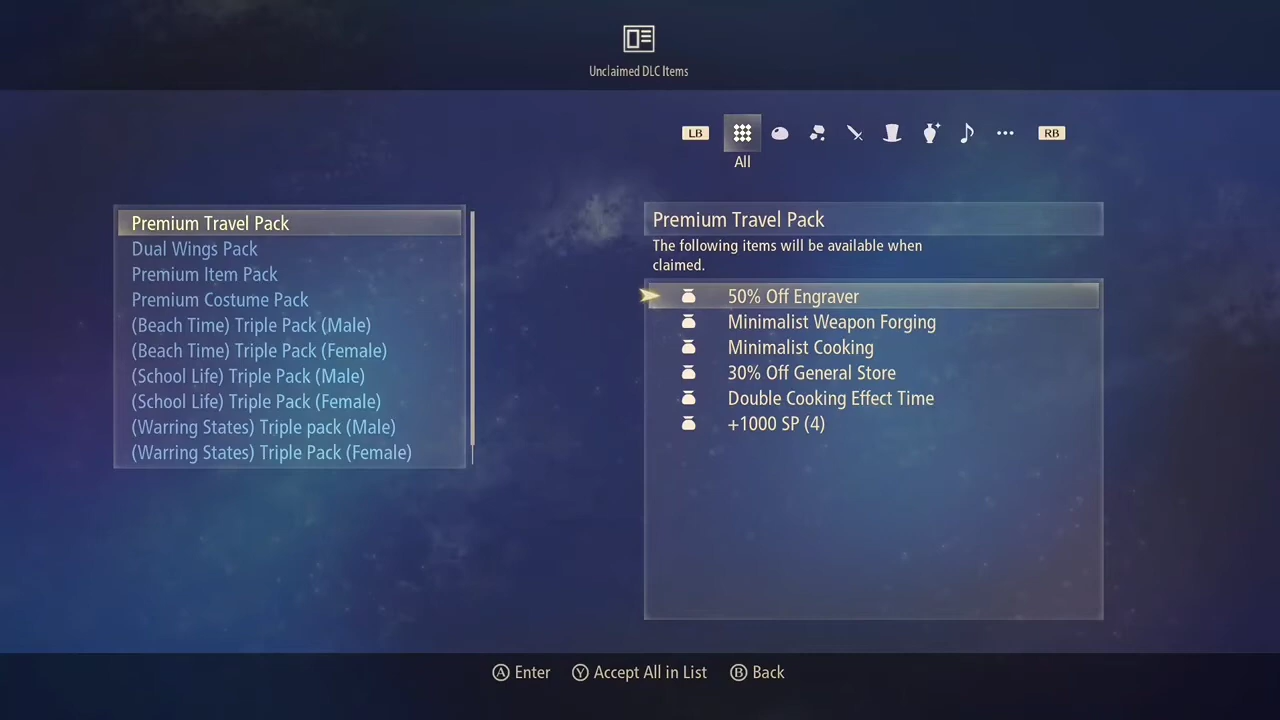 Unclaimed DLC Items
LB
RB
All
Premium Travel Pack
Dual Wings Pack
Premium Item Pack
Premium Costume Pack
(Beach Time) Triple Pack (Male)
(Beach Time) Triple Pack (Female)
(School Life) Triple Pack (Male)
(School Life) Triple Pack (Female)
(Warring States) Triple pack (Male)
(Warring States) Triple Pack (Female)
Premium Travel Pack
The following items will be available when
claimed.
50% Off Engraver
Minimalist Weapon Forging
Minimalist Cooking
30% Off General Store
Double Cooking Effect Time
+1000 SP (4)
A Enter Y Accept All in List B Back